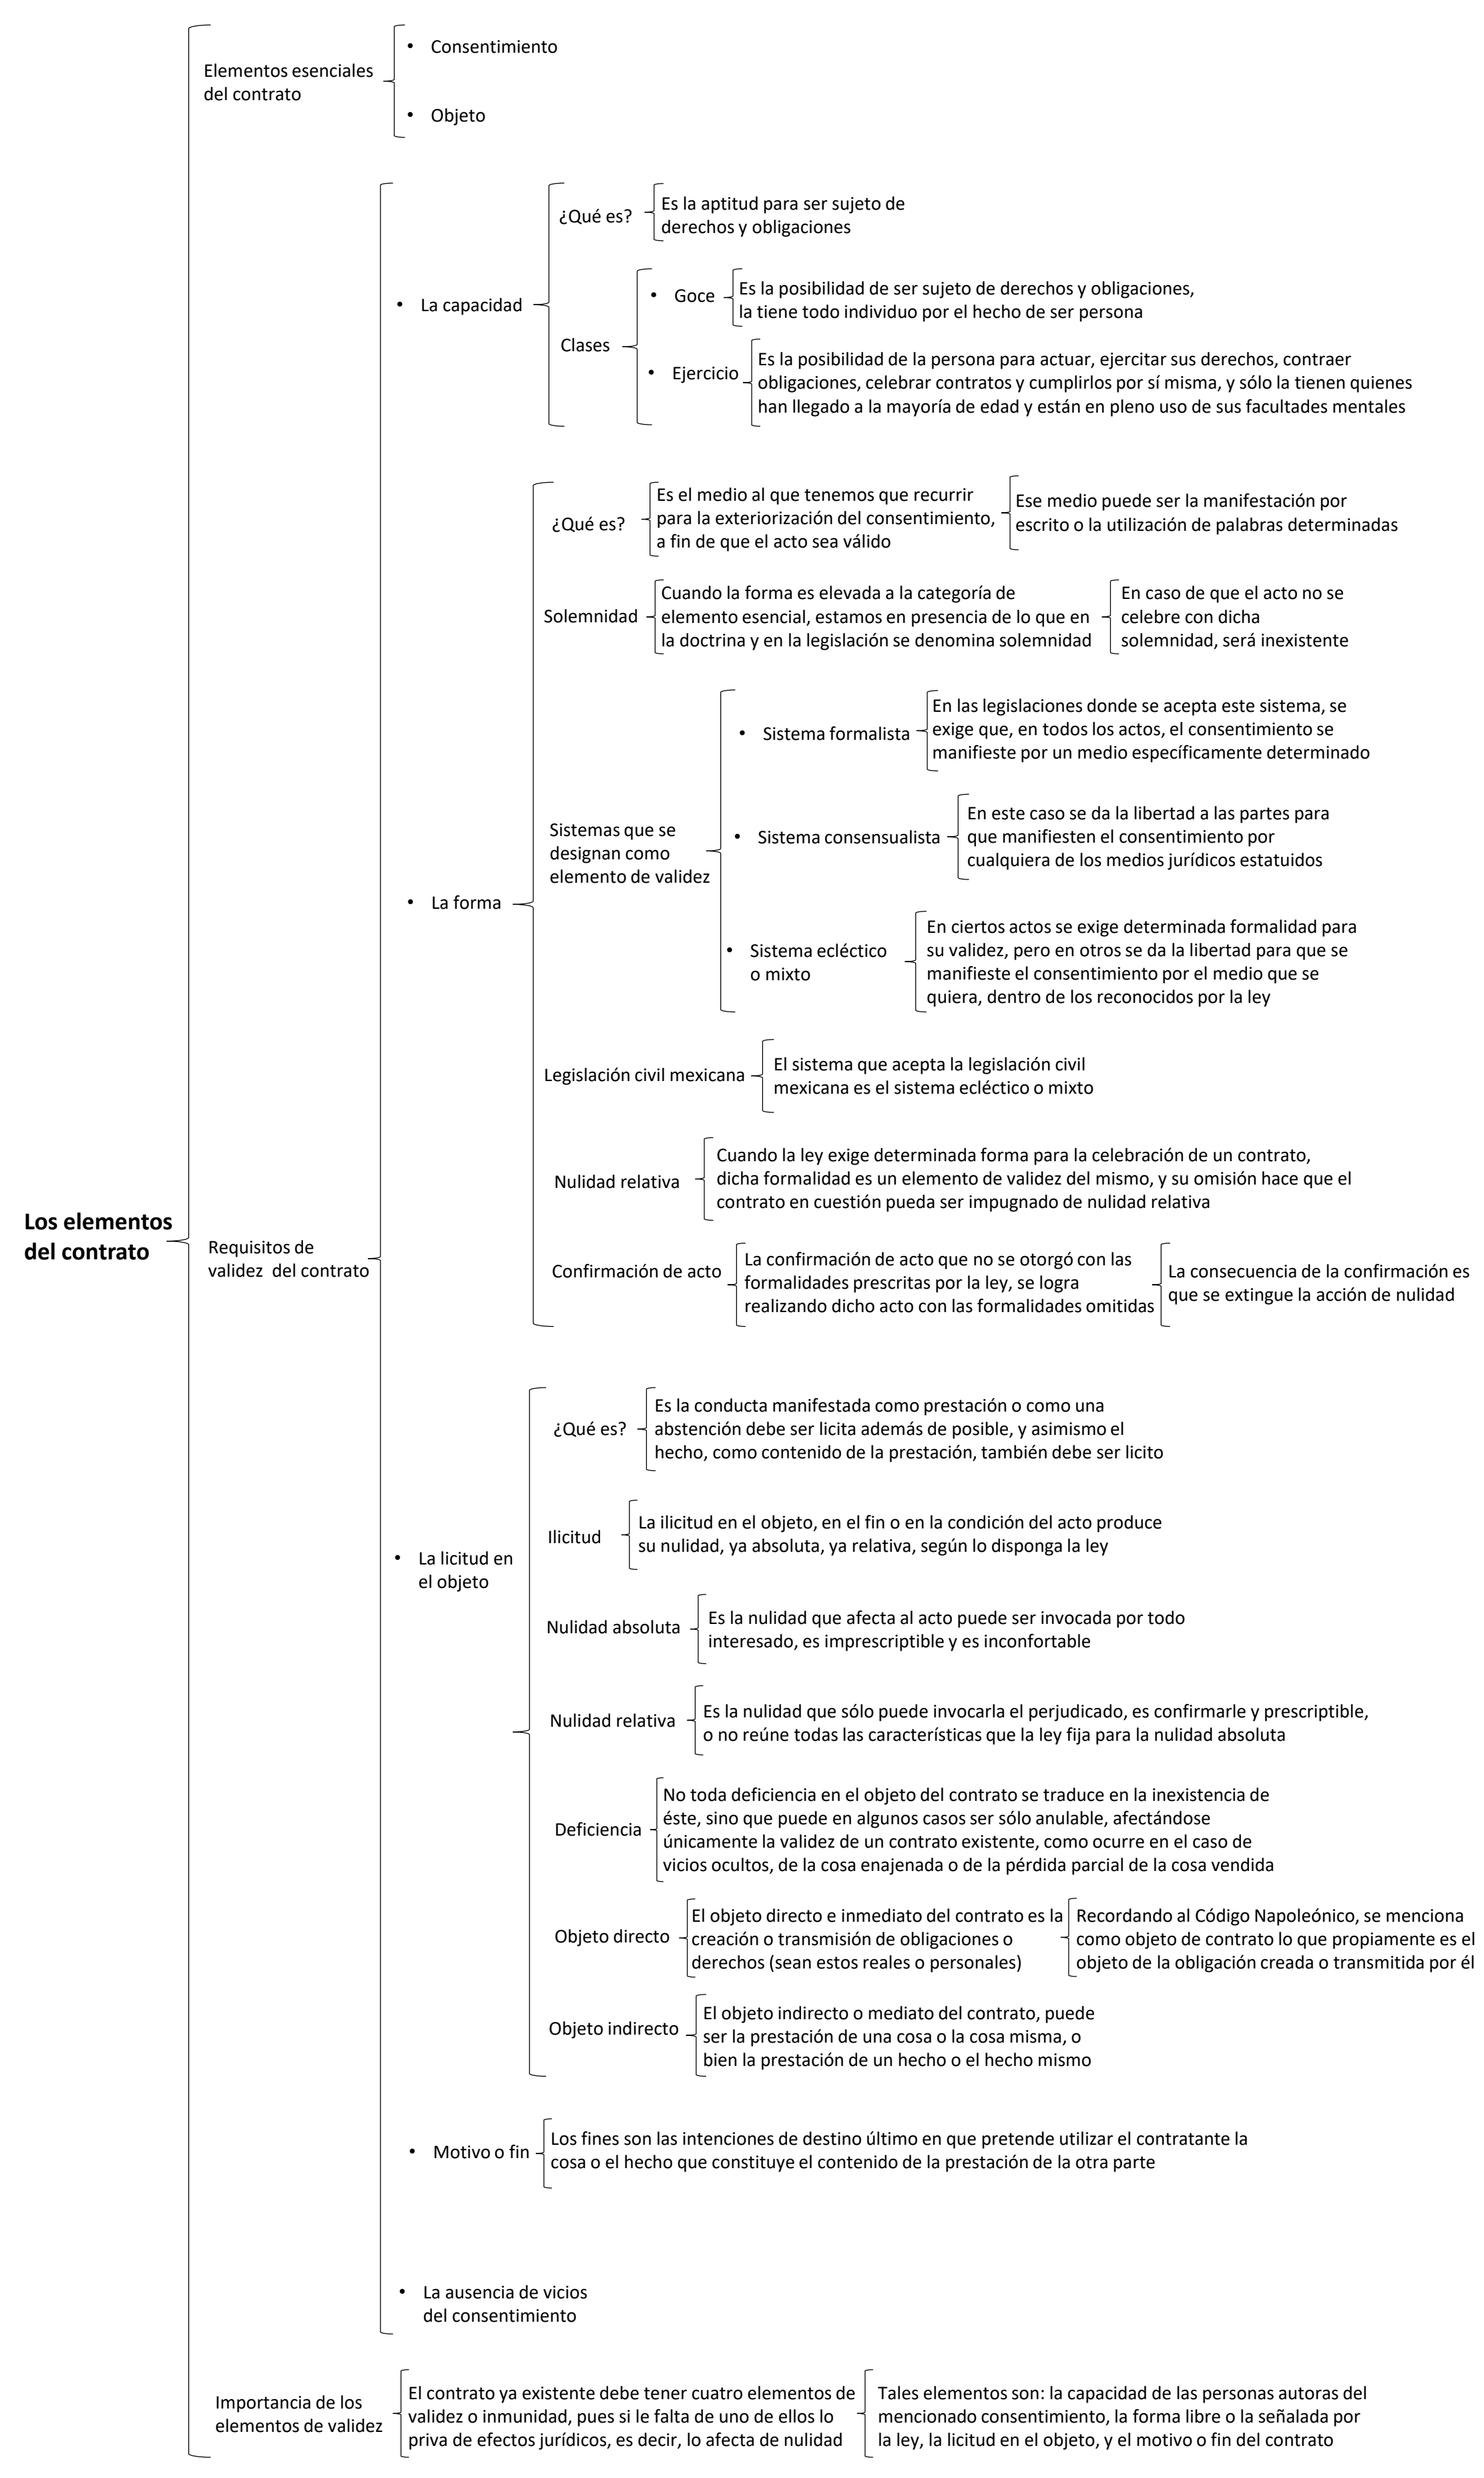 Los elementos
del contrato
Elementos esenciales
del contrato
• Consentimiento
• Objeto
Requisitos de
validez del contrato
• La capacidad
¿Qué es?
Es la aptitud para ser sujeto de
derechos y obligaciones
Clases
• Goce
Es la posibilidad de ser sujeto de derechos y obligaciones,
la tiene todo individuo por el hecho de ser persona
• Ejercicio
Es la posibilidad de la persona para actuar, ejercitar sus derechos, contraer
obligaciones, celebrar contratos y cumplirlos por sí misma, y sólo la tienen quienes
han llegado a la mayoría de edad y están en pleno uso de sus facultades mentales
• La forma
¿Qué es?
Es el medio al que tenemos que recurrir
para la exteriorización del consentimiento,
a fin de que el acto sea válido
Ese medio puede ser la manifestación por
escrito o la utilización de palabras determinadas
Solemnidad
Cuando la forma es elevada a la categoría de
elemento esencial, estamos en presencia de lo que en
la doctrina y en la legislación se denomina solemnidad
En caso de que el acto no se
celebre con dicha
solemnidad, será inexistente
Sistemas que se
designan como
elemento de validez
• Sistema formalista
En las legislaciones donde se acepta este sistema, se
exige que, en todos los actos, el consentimiento se
manifieste por un medio específicamente determinado
• Sistema consensualista
En este caso se da la libertad a las partes para
que manifiesten el consentimiento por
cualquiera de los medios jurídicos estatuidos
• Sistema ecléctico
o mixto
En ciertos actos se exige determinada formalidad para
su validez, pero en otros se da la libertad para que se
manifieste el consentimiento por el medio que se
quiera, dentro de los reconocidos por la ley
Legislación civil mexicana
El sistema que acepta la legislación civil
mexicana es el sistema ecléctico o mixto
Nulidad relativa
Cuando la ley exige determinada forma para la celebración de un contrato,
dicha formalidad es un elemento de validez del mismo, y su omisión hace que el
contrato en cuestión pueda ser impugnado de nulidad relativa
Confirmación de acto
La confirmación de acto que no se otorgó con las
formalidades prescritas por la ley, se logra
realizando dicho acto con las formalidades omitidas
La consecuencia de la confirmación es
que se extingue la acción de nulidad
• La licitud en
el objeto
¿Qué es?
Es la conducta manifestada como prestación o como una
abstención debe ser licita además de posible, y asimismo el
hecho, como contenido de la prestación, también debe ser licito
Ilicitud
La ilicitud en el objeto, en el fin o en la condición del acto produce
su nulidad, ya absoluta, ya relativa, según lo disponga la ley
Nulidad absoluta
Es la nulidad que afecta al acto puede ser invocada por todo
interesado, es imprescriptible y es inconfortable
Nulidad relativa
Es la nulidad que sólo puede invocarla el perjudicado, es confirmarle y prescriptible,
o no reúne todas las características que la ley fija para la nulidad absoluta
Deficiencia
No toda deficiencia en el objeto del contrato se traduce en la inexistencia de
éste, sino que puede en algunos casos ser sólo anulable, afectándose
únicamente la validez de un contrato existente, como ocurre en el caso de
vicios ocultos, de la cosa enajenada o de la pérdida parcial de la cosa vendida
Objeto directo
El objeto directo e inmediato del contrato es la
creación o transmisión de obligaciones o
derechos (sean estos reales o personales)
Recordando al Código Napoleónico, se menciona
como objeto de contrato lo que propiamente es el
objeto de la obligación creada o transmitida por él
Objeto indirecto
El objeto indirecto o mediato del contrato, puede
ser la prestación de una cosa o la cosa misma, o
bien la prestación de un hecho o el hecho mismo
• Motivo o fin
Los fines son las intenciones de destino último en que pretende utilizar el contratante la
cosa o el hecho que constituye el contenido de la prestación de la otra parte
• La ausencia de vicios
del consentimiento
Importancia de los
elementos de validez
El contrato ya existente debe tener cuatro elementos de
validez o inmunidad, pues si le falta de uno de ellos lo
priva de efectos jurídicos, es decir, lo afecta de nulidad
Tales elementos son: la capacidad de las personas autoras del
mencionado consentimiento, la forma libre o la señalada por
la ley, la licitud en el objeto, y el motivo o fin del contrato